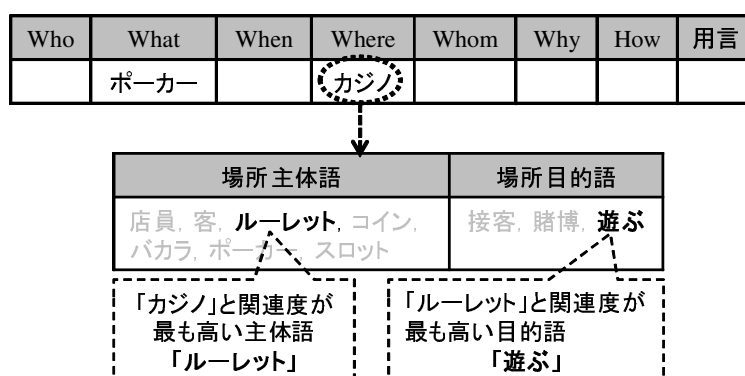 Who What When Where Whom Why How 用言
ポーカー カジノ
場所主体語 場所目的語
店員, 客, ルーレット, コイン, 接客, 賭博, 遊ぶ
バカラ, ポーカー, スロット
「カジノ」と関連度が
最も高い主体語
「ルーレット」
「ルーレット」と関連度が
最も高い目的語
「遊ぶ」